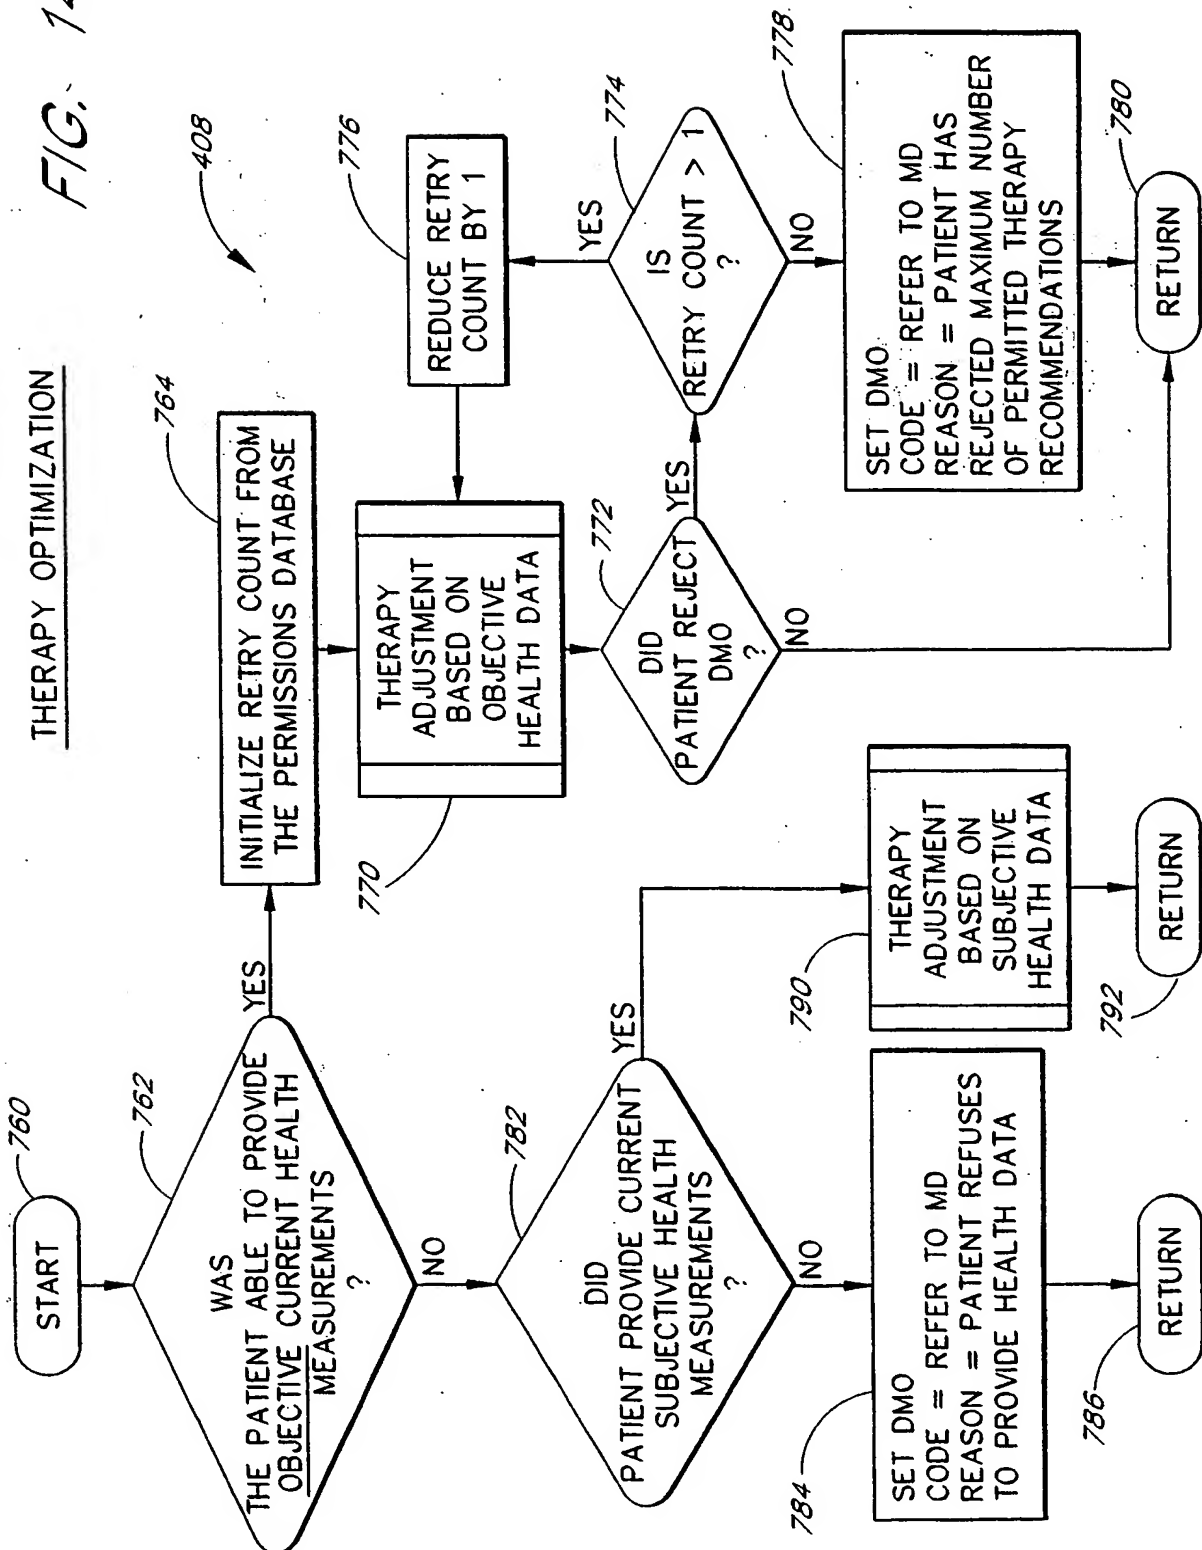 THERAPY OPTIMIZATION
FIG. 14
408
760
START
762
WAS
THE PATIENT ABLE TO PROVIDE
OBJECTIVE CURRENT HEALTH
MEASUREMENTS
?
YES
NO
764
INITIALIZE RETRY COUNT FROM
THE PERMISSIONS DATABASE
776
REDUCE RETRY
COUNT BY 1
770
THERAPY
ADJUSTMENT
BASED ON
OBJECTIVE
HEALTH DATA
772
DID
PATIENT REJECT
DMO
?
YES
NO
774
IS
RETRY COUNT > 1
?
YES
NO
778
SET DMO
CODE = REFER TO MD
REASON = PATIENT HAS
REJECTED MAXIMUM NUMBER
OF PERMITTED THERAPY
RECOMMENDATIONS
780
RETURN
782
DID
PATIENT PROVIDE CURRENT
SUBJECTIVE HEALTH
MEASUREMENTS
?
YES
NO
790
THERAPY
ADJUSTMENT
BASED ON
SUBJECTIVE
HEALTH DATA
792
RETURN
784
SET DMO
CODE = REFER TO MD
REASON = PATIENT REFUSES
TO PROVIDE HEALTH DATA
786
RETURN